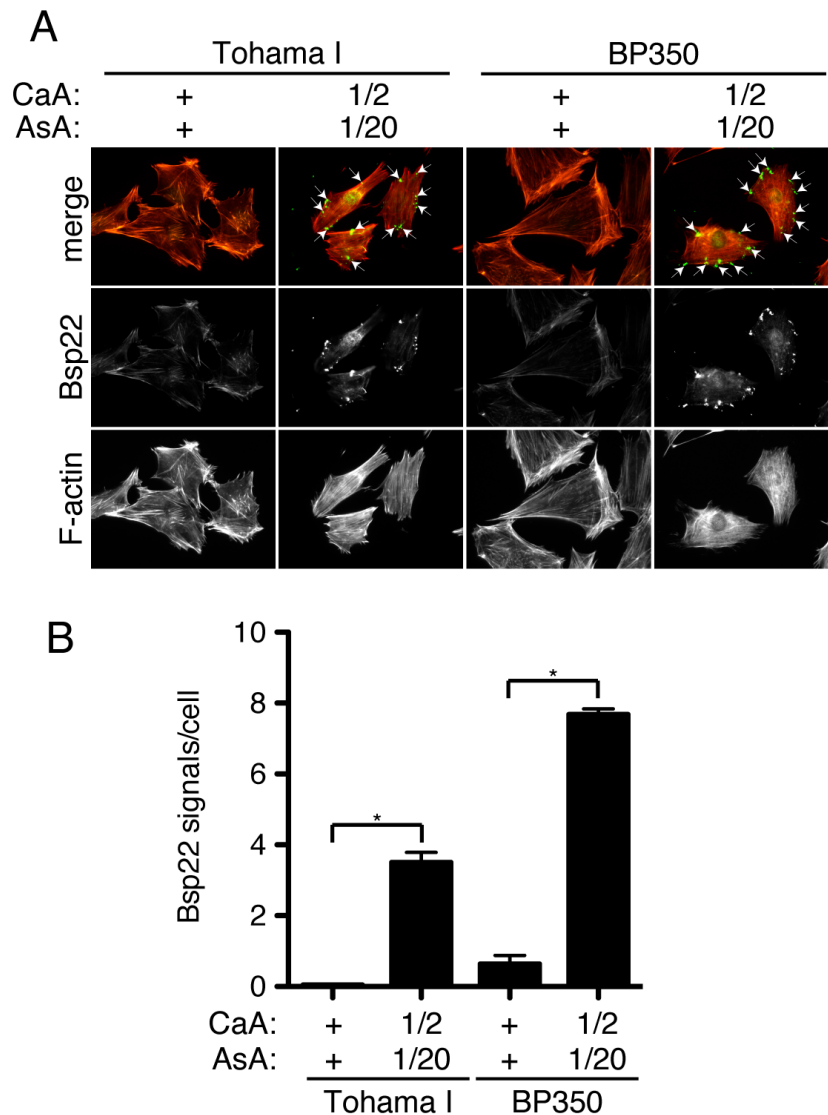 A
Tohama I BP350
CaA: + 1/2 + 1/2
AsA: + 1/20 + 1/20
merge
Bsp22
F-actin
B
10
8
6
4
2
0
Bsp22 signals/cell
*
*
CaA: + 1/2 + 1/2
AsA: + 1/20 + 1/20
Tohama I BP350